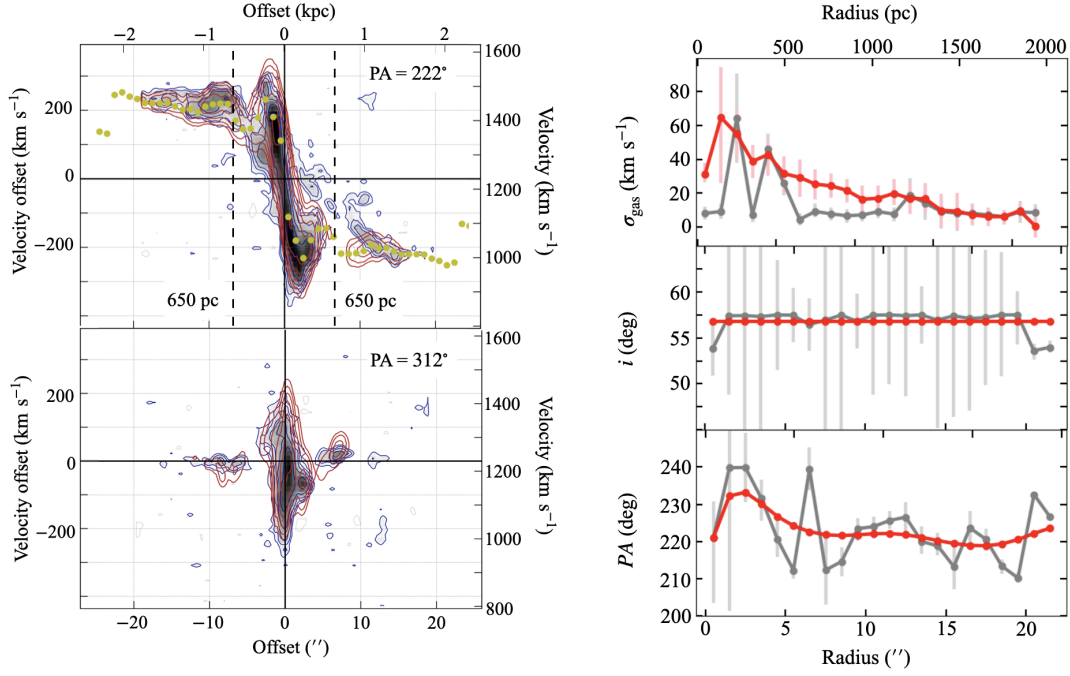 Offset (kpc)
−2 −1 0 1 2
PA = 222°
1600
1400
1200
1000
Velocity (km s−1)
200
0
−200
Velocity offset (km s−1)
650 pc 650 pc
PA = 312°
1600
1400
1200
1000
800
Velocity (km s−1)
200
0
−200
Velocity offset (km s−1)
−20 −10 0 10 20
Offset (′′)
Radius (pc)
0 500 1000 1500 2000
80
60
40
20
0
σgas (km s−1)
60
55
50
i (deg)
240
230
220
210
200
PA (deg)
0 5 10 15 20
Radius (′′)